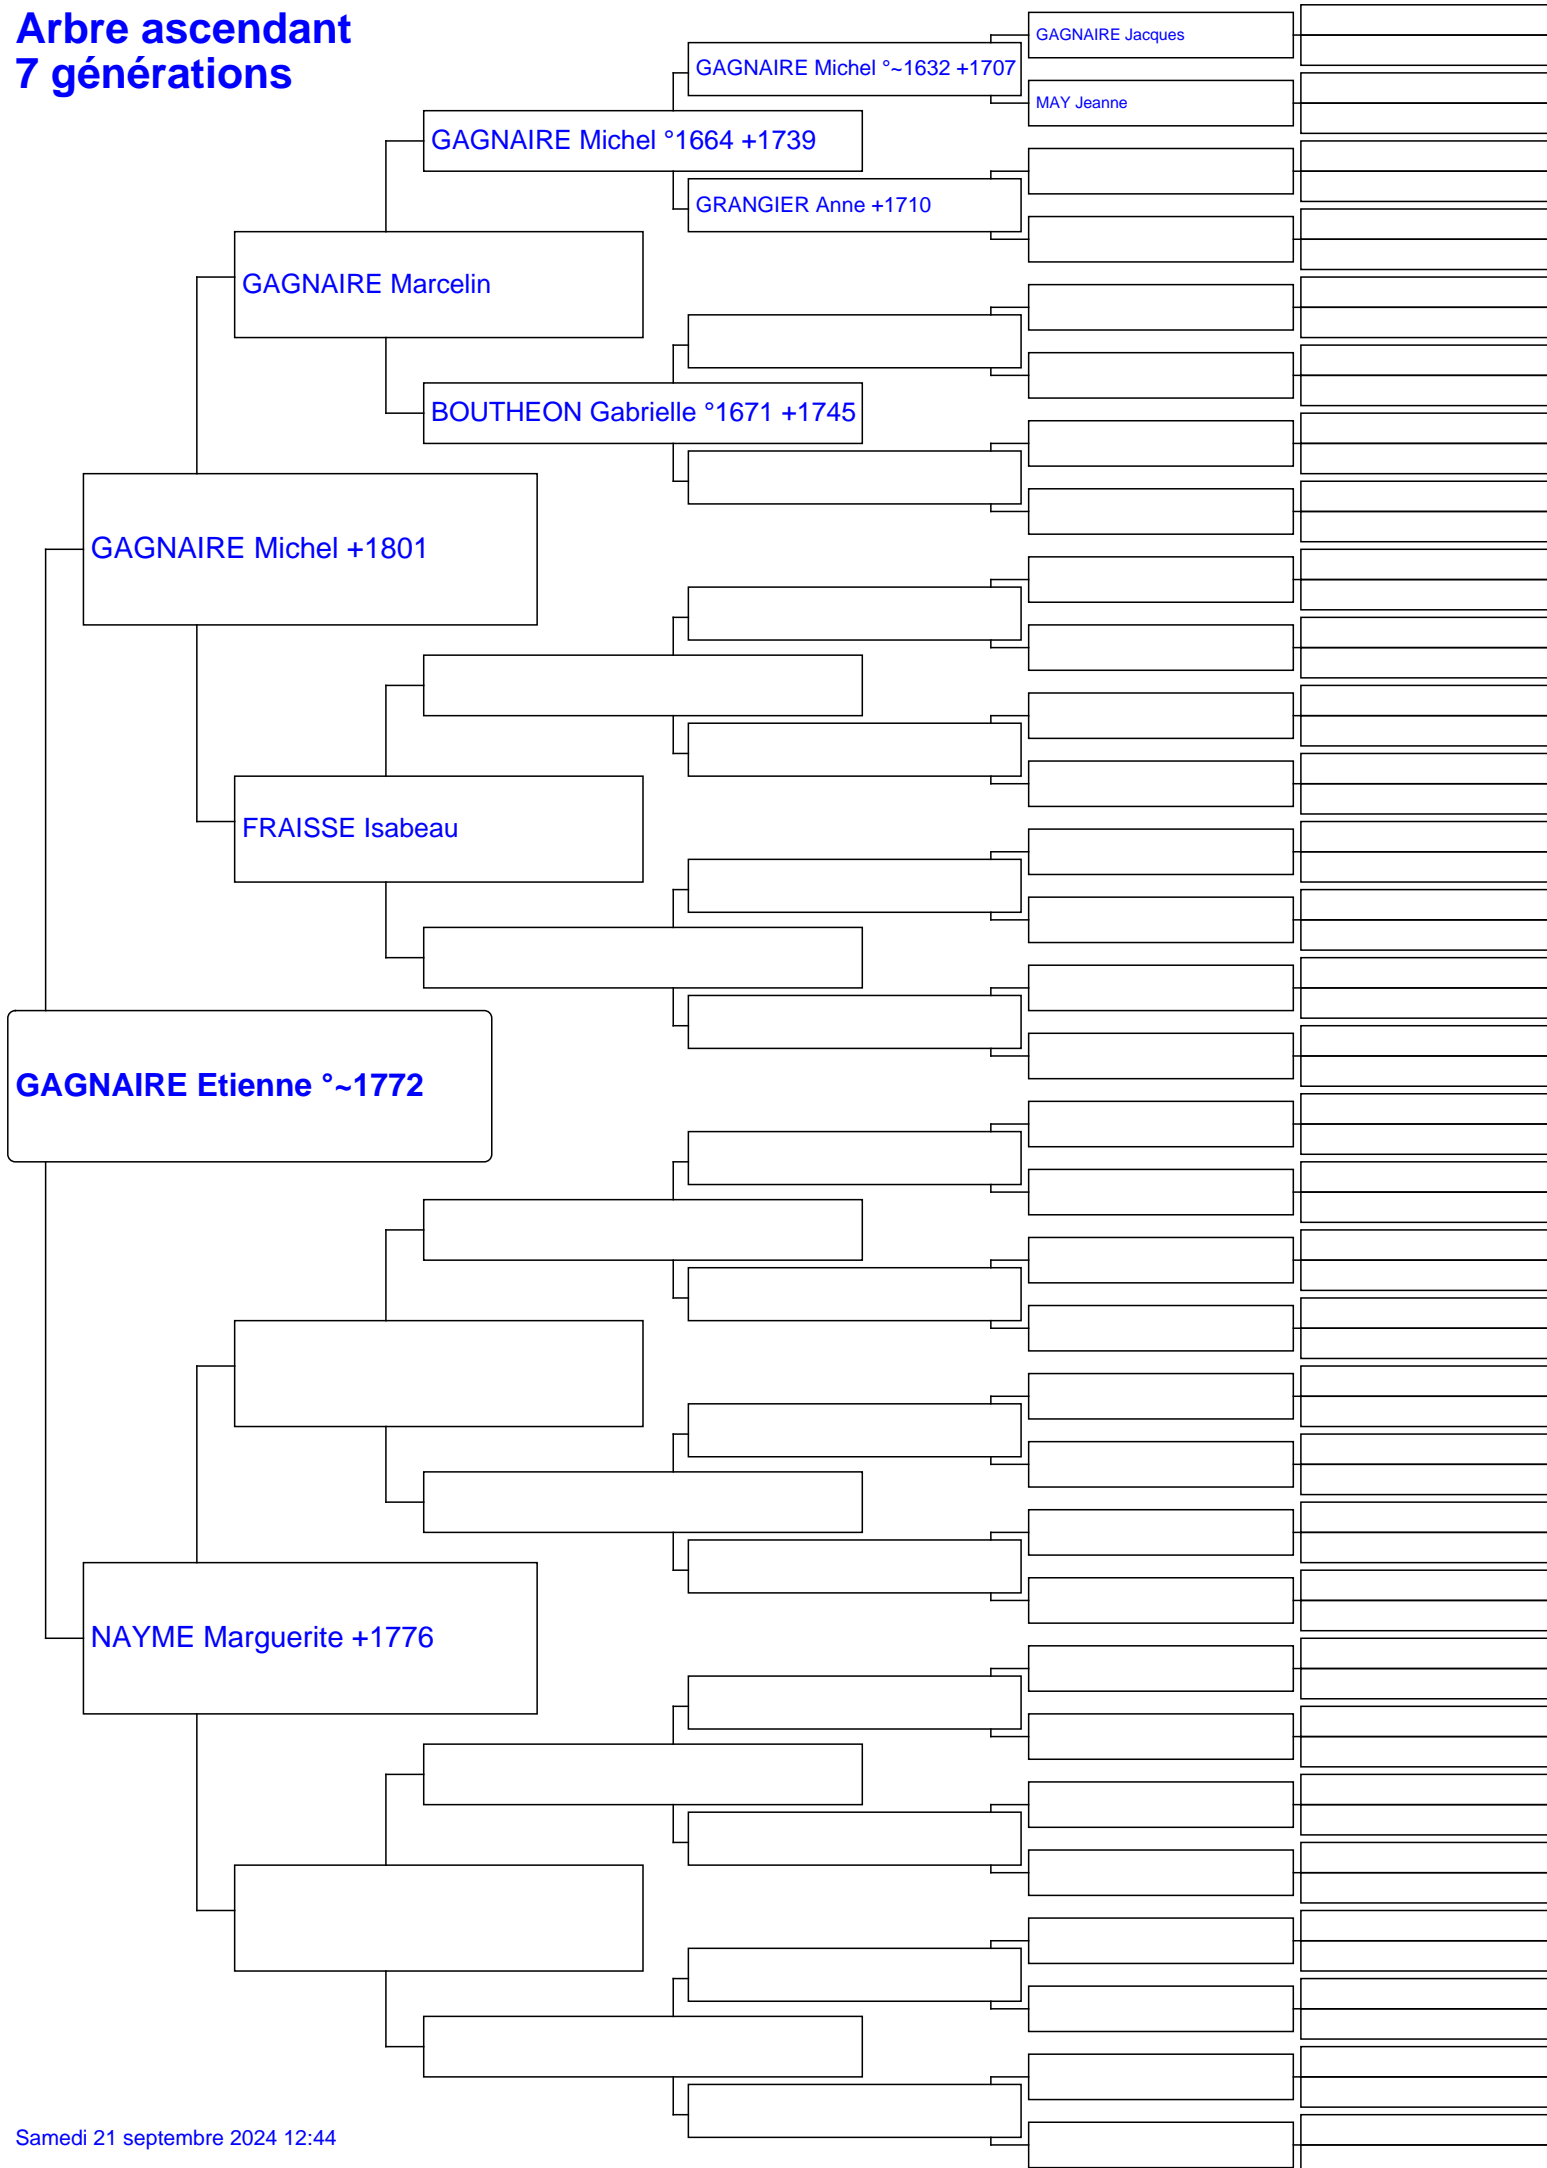 Arbre ascendant
7 générations
GAGNAIRE Jacques
GAGNAIRE Michel °~1632 +1707
MAY Jeanne
GAGNAIRE Michel °1664 +1739
GRANGIER Anne +1710
GAGNAIRE Marcelin
BOUTHEON Gabrielle °1671 +1745
GAGNAIRE Michel +1801
FRAISSE Isabeau
GAGNAIRE Etienne °~1772
NAYME Marguerite +1776
Samedi 21 septembre 2024 12:44